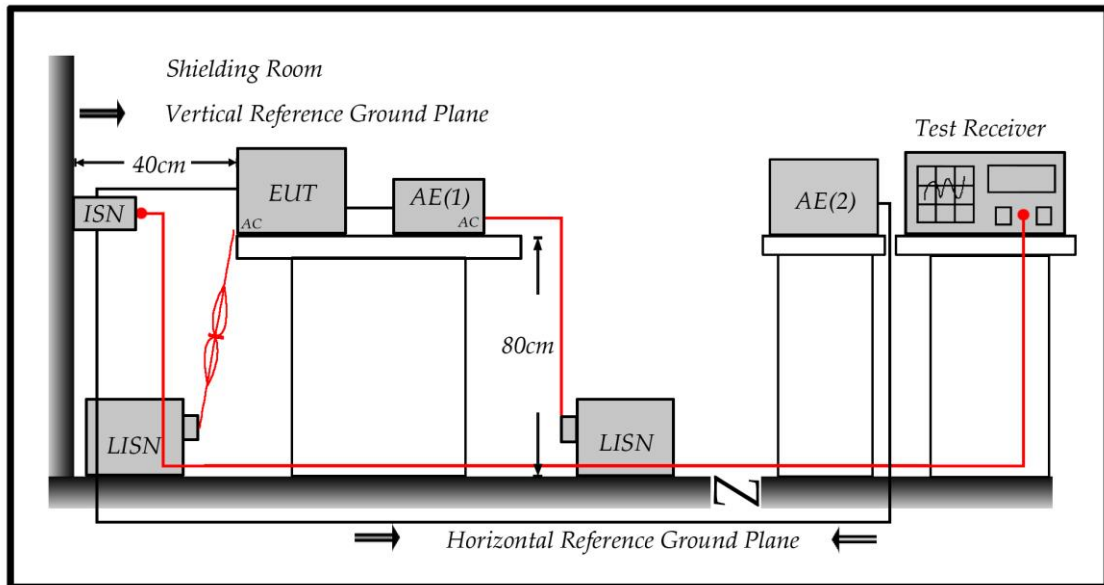 Shielding Room
Vertical Reference Ground Plane
Test Receiver
40cm
EUT
AC
AE(1)
AC
AE(2)
ISN
80cm
LISN
LISN
Horizontal Reference Ground Plane